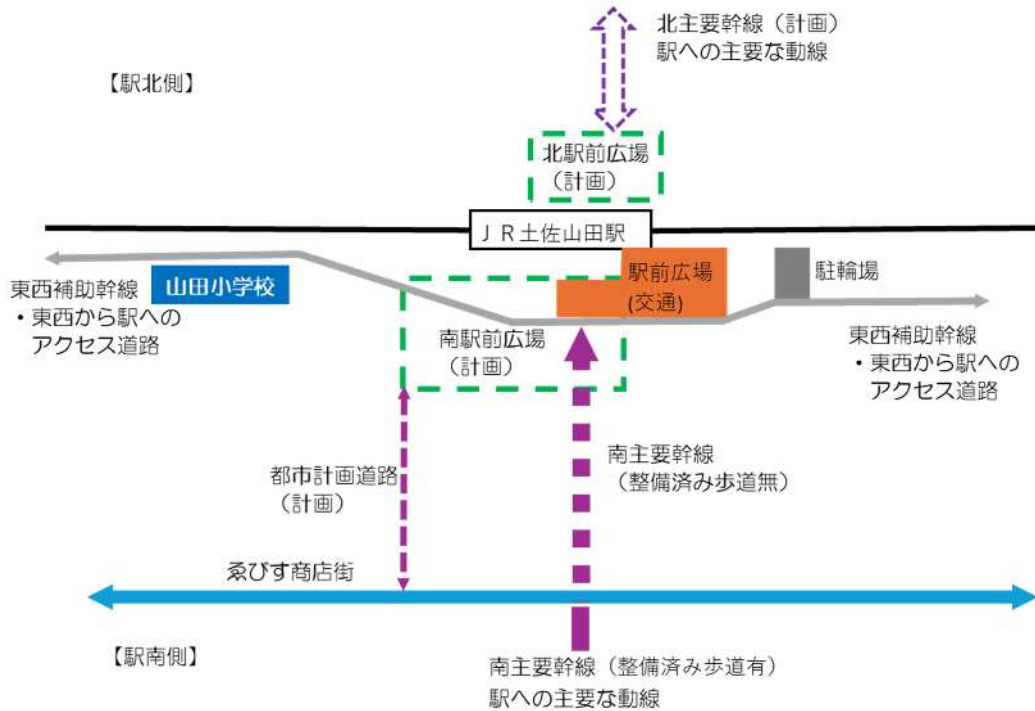 北主要幹線（計画）
駅への主要な動線
【駅北側】
北駅前広場
（計画）
ＪＲ土佐山田駅
山田小学校
駅前広場
(交通)
駐輪場
東西補助幹線
・東西から駅への
アクセス道路
南駅前広場
（計画）
東西補助幹線
・東西から駅への
アクセス道路
都市計画道路
（計画）
南主要幹線
（整備済み歩道無）
ゑびす商店街
【駅南側】
南主要幹線（整備済み歩道有）
駅への主要な動線